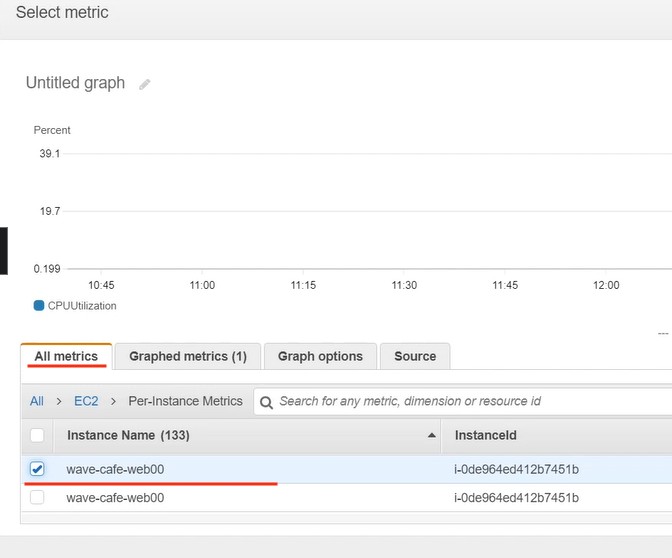 Select metric
Untitled graph
Percent
39.1
19.7
0.199
10:45 11:00 11:15 11:30 11:45 12:00
CPUUtilization
All metrics Graphed metrics (1) Graph options Source
All > EC2 > Per-Instance Metrics Search for any metric, dimension or resource id
Instance Name (133) InstanceId
wave-cafe-web00 i-0de964ed412b7451b
wave-cafe-web00 i-0de964ed412b7451b